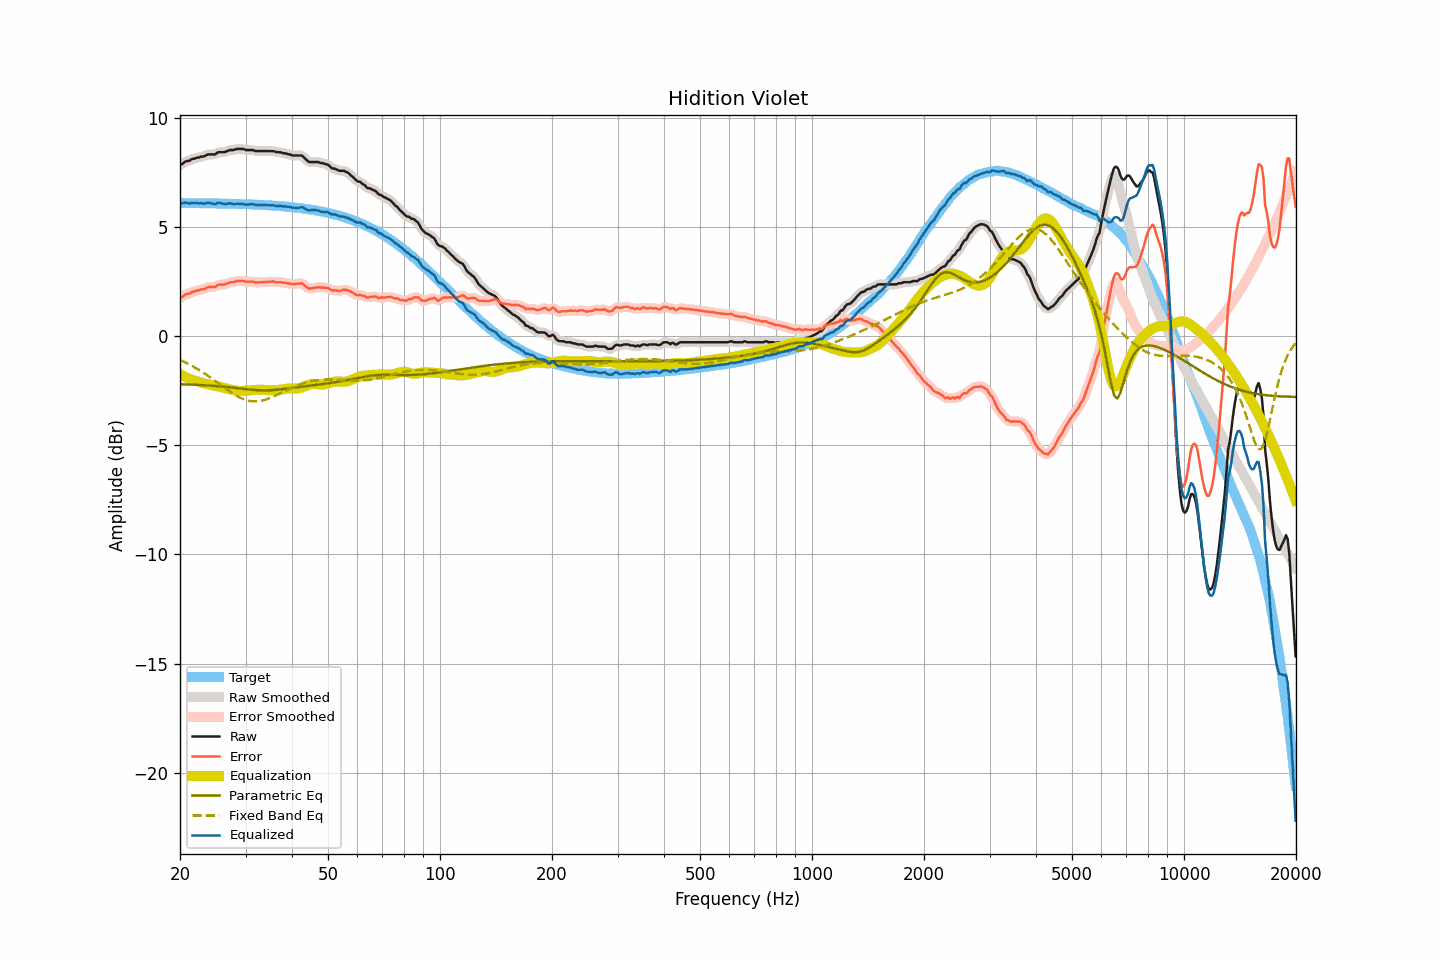 Hidition Violet
10
5
0
−5
−10
−15
−20
Amplitude (dBr)
Target
Raw Smoothed
Error Smoothed
Raw
Error
Equalization
Parametric Eq
Fixed Band Eq
Equalized
20 50 100 200 500 1000 2000 5000 10000 20000
Frequency (Hz)